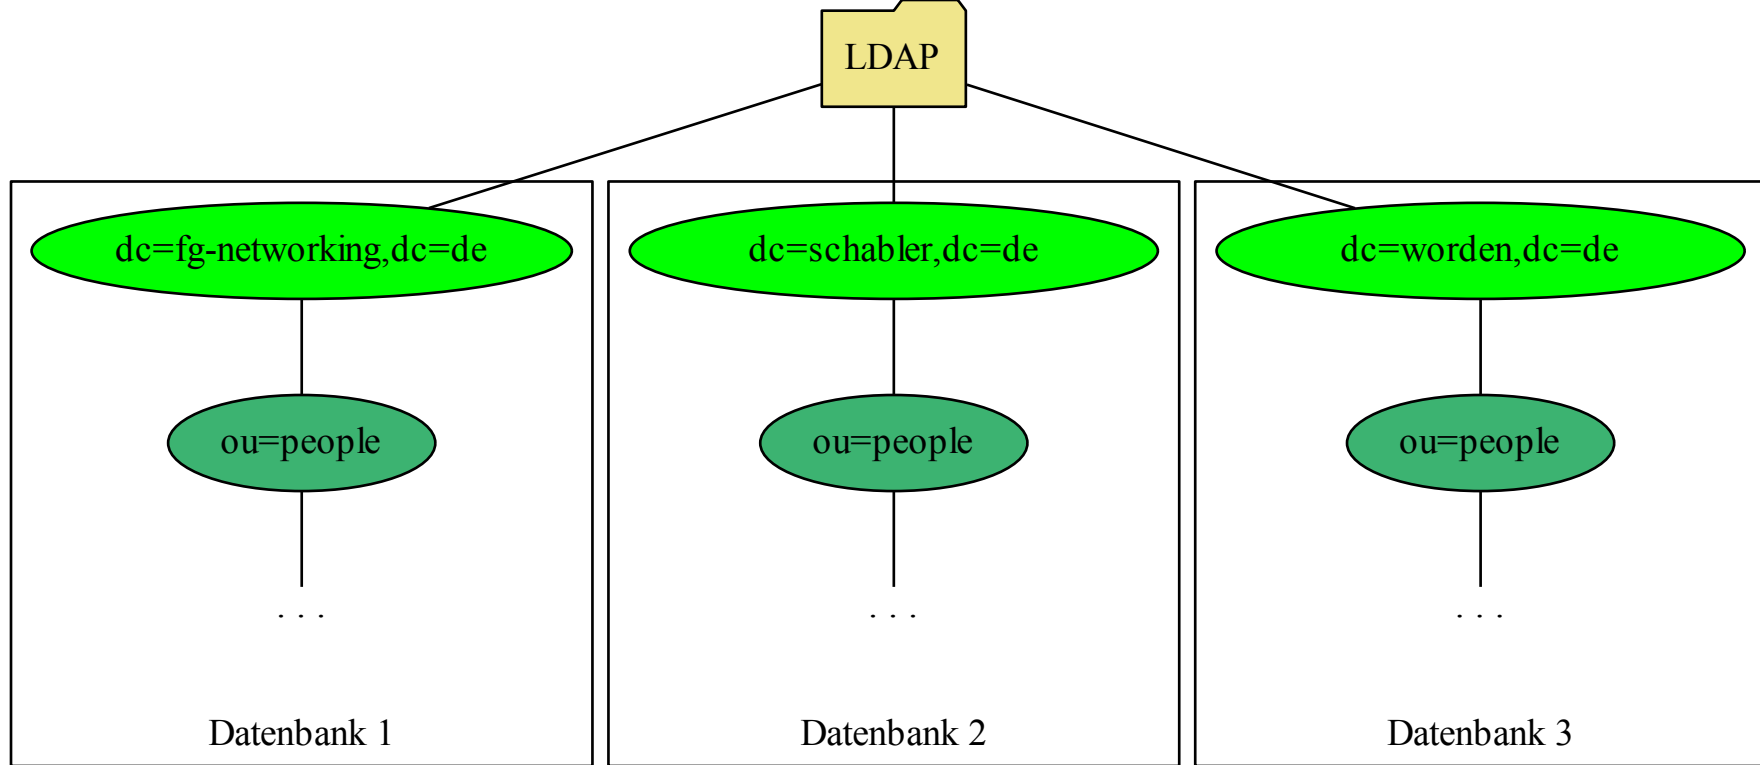 LDAP
dc=fg-networking,dc=de
dc=schabler,dc=de
dc=worden,dc=de
ou=people
ou=people
ou=people
. . .
. . .
. . .
Datenbank 1
Datenbank 2
Datenbank 3